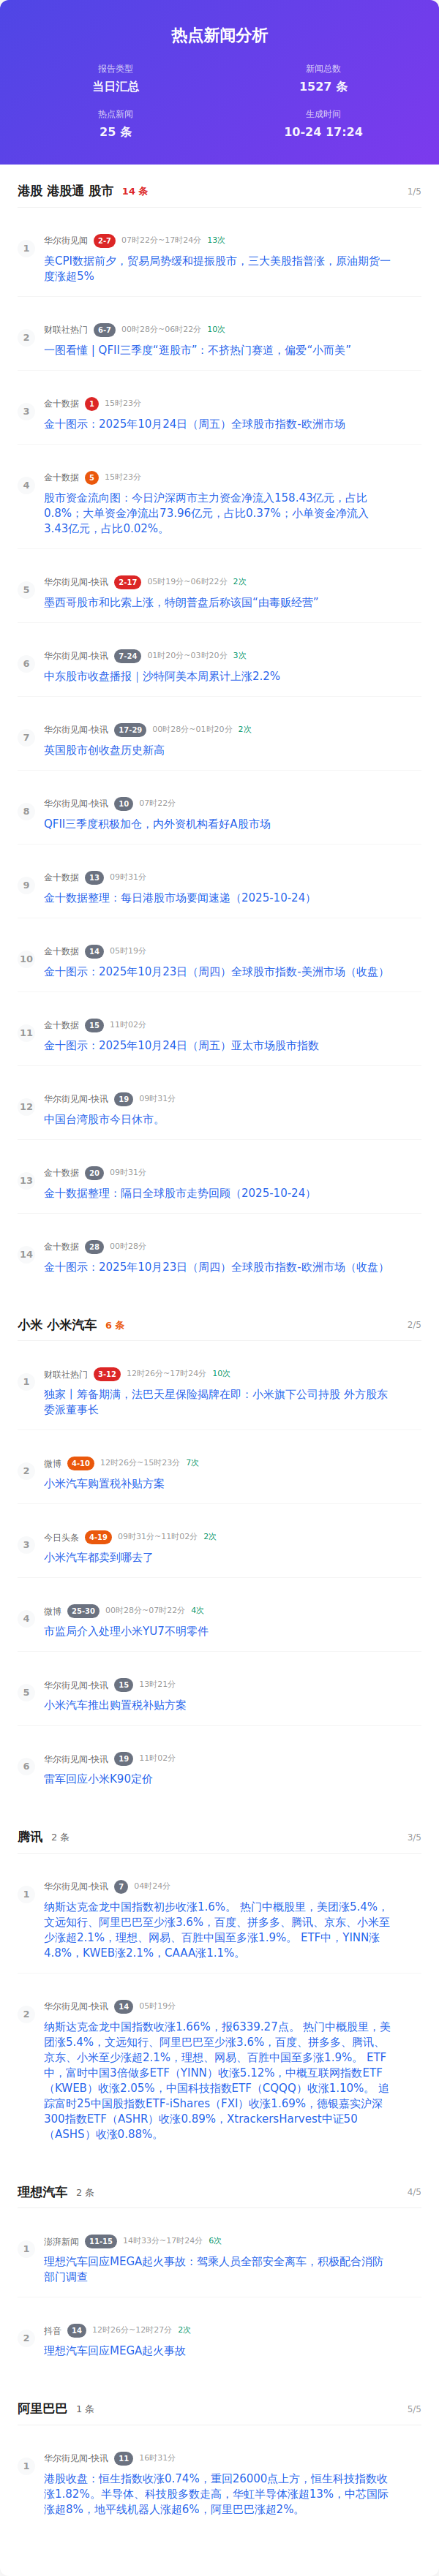 热点新闻分析
报告类型
新闻总数
当日汇总
1527 条
热点新闻
生成时间
25 条
10-24 17:24
港股 港股通 股市 14 条 1/5
1
华尔街见闻 2-7 07时22分~17时24分 13次
美CPI数据前夕，贸易局势缓和提振股市，三大美股指普涨，原油期货一
度涨超5%
2
财联社热门 6-7 00时28分~06时22分 10次
一图看懂 | QFII三季度“逛股市”：不挤热门赛道，偏爱“小而美”
3
金十数据 1 15时23分
金十图示：2025年10月24日（周五）全球股市指数-欧洲市场
4
金十数据 5 15时23分
股市资金流向图：今日沪深两市主力资金净流入158.43亿元，占比
0.8%；大单资金净流出73.96亿元，占比0.37%；小单资金净流入
3.43亿元，占比0.02%。
5
华尔街见闻-快讯 2-17 05时19分~06时22分 2次
墨西哥股市和比索上涨，特朗普盘后称该国“由毒贩经营”
6
华尔街见闻-快讯 7-24 01时20分~03时20分 3次
中东股市收盘播报｜沙特阿美本周累计上涨2.2%
7
华尔街见闻-快讯 17-29 00时28分~01时20分 2次
英国股市创收盘历史新高
8
华尔街见闻-快讯 10 07时22分
QFII三季度积极加仓，内外资机构看好A股市场
9
金十数据 13 09时31分
金十数据整理：每日港股市场要闻速递（2025-10-24）
10
金十数据 14 05时19分
金十图示：2025年10月23日（周四）全球股市指数-美洲市场（收盘）
11
金十数据 15 11时02分
金十图示：2025年10月24日（周五）亚太市场股市指数
12
华尔街见闻-快讯 19 09时31分
中国台湾股市今日休市。
13
金十数据 20 09时31分
金十数据整理：隔日全球股市走势回顾（2025-10-24）
14
金十数据 28 00时28分
金十图示：2025年10月23日（周四）全球股市指数-欧洲市场（收盘）
小米 小米汽车 6 条 2/5
1
财联社热门 3-12 12时26分~17时24分 10次
独家丨筹备期满，法巴天星保险揭牌在即：小米旗下公司持股 外方股东
委派董事长
2
微博 4-10 12时26分~15时23分 7次
小米汽车购置税补贴方案
3
今日头条 4-19 09时31分~11时02分 2次
小米汽车都卖到哪去了
4
微博 25-30 00时28分~07时22分 4次
市监局介入处理小米YU7不明零件
5
华尔街见闻-快讯 15 13时21分
小米汽车推出购置税补贴方案
6
华尔街见闻-快讯 19 11时02分
雷军回应小米K90定价
腾讯 2 条 3/5
1
华尔街见闻-快讯 7 04时24分
纳斯达克金龙中国指数初步收涨1.6%。 热门中概股里，美团涨5.4%，
文远知行、阿里巴巴至少涨3.6%，百度、拼多多、腾讯、京东、小米至
少涨超2.1%，理想、网易、百胜中国至多涨1.9%。 ETF中，YINN涨
4.8%，KWEB涨2.1%，CAAA涨1.1%。
2
华尔街见闻-快讯 14 05时19分
纳斯达克金龙中国指数收涨1.66%，报6339.27点。 热门中概股里，美
团涨5.4%，文远知行、阿里巴巴至少涨3.6%，百度、拼多多、腾讯、
京东、小米至少涨超2.1%，理想、网易、百胜中国至多涨1.9%。 ETF
中，富时中国3倍做多ETF（YINN）收涨5.12%，中概互联网指数ETF
（KWEB）收涨2.05%，中国科技指数ETF（CQQQ）收涨1.10%。 追
踪富时25中国股指数ETF-iShares（FXI）收涨1.69%，德银嘉实沪深
300指数ETF（ASHR）收涨0.89%，XtrackersHarvest中证50
（ASHS）收涨0.88%。
理想汽车 2 条 4/5
1
澎湃新闻 11-15 14时33分~17时24分 6次
理想汽车回应MEGA起火事故：驾乘人员全部安全离车，积极配合消防
部门调查
2
抖音 14 12时26分~12时27分 2次
理想汽车回应MEGA起火事故
阿里巴巴 1 条 5/5
1
华尔街见闻-快讯 11 16时31分
港股收盘：恒生指数收涨0.74%，重回26000点上方，恒生科技指数收
涨1.82%。半导体、科技股多数走高，华虹半导体涨超13%，中芯国际
涨超8%，地平线机器人涨超6%，阿里巴巴涨超2%。